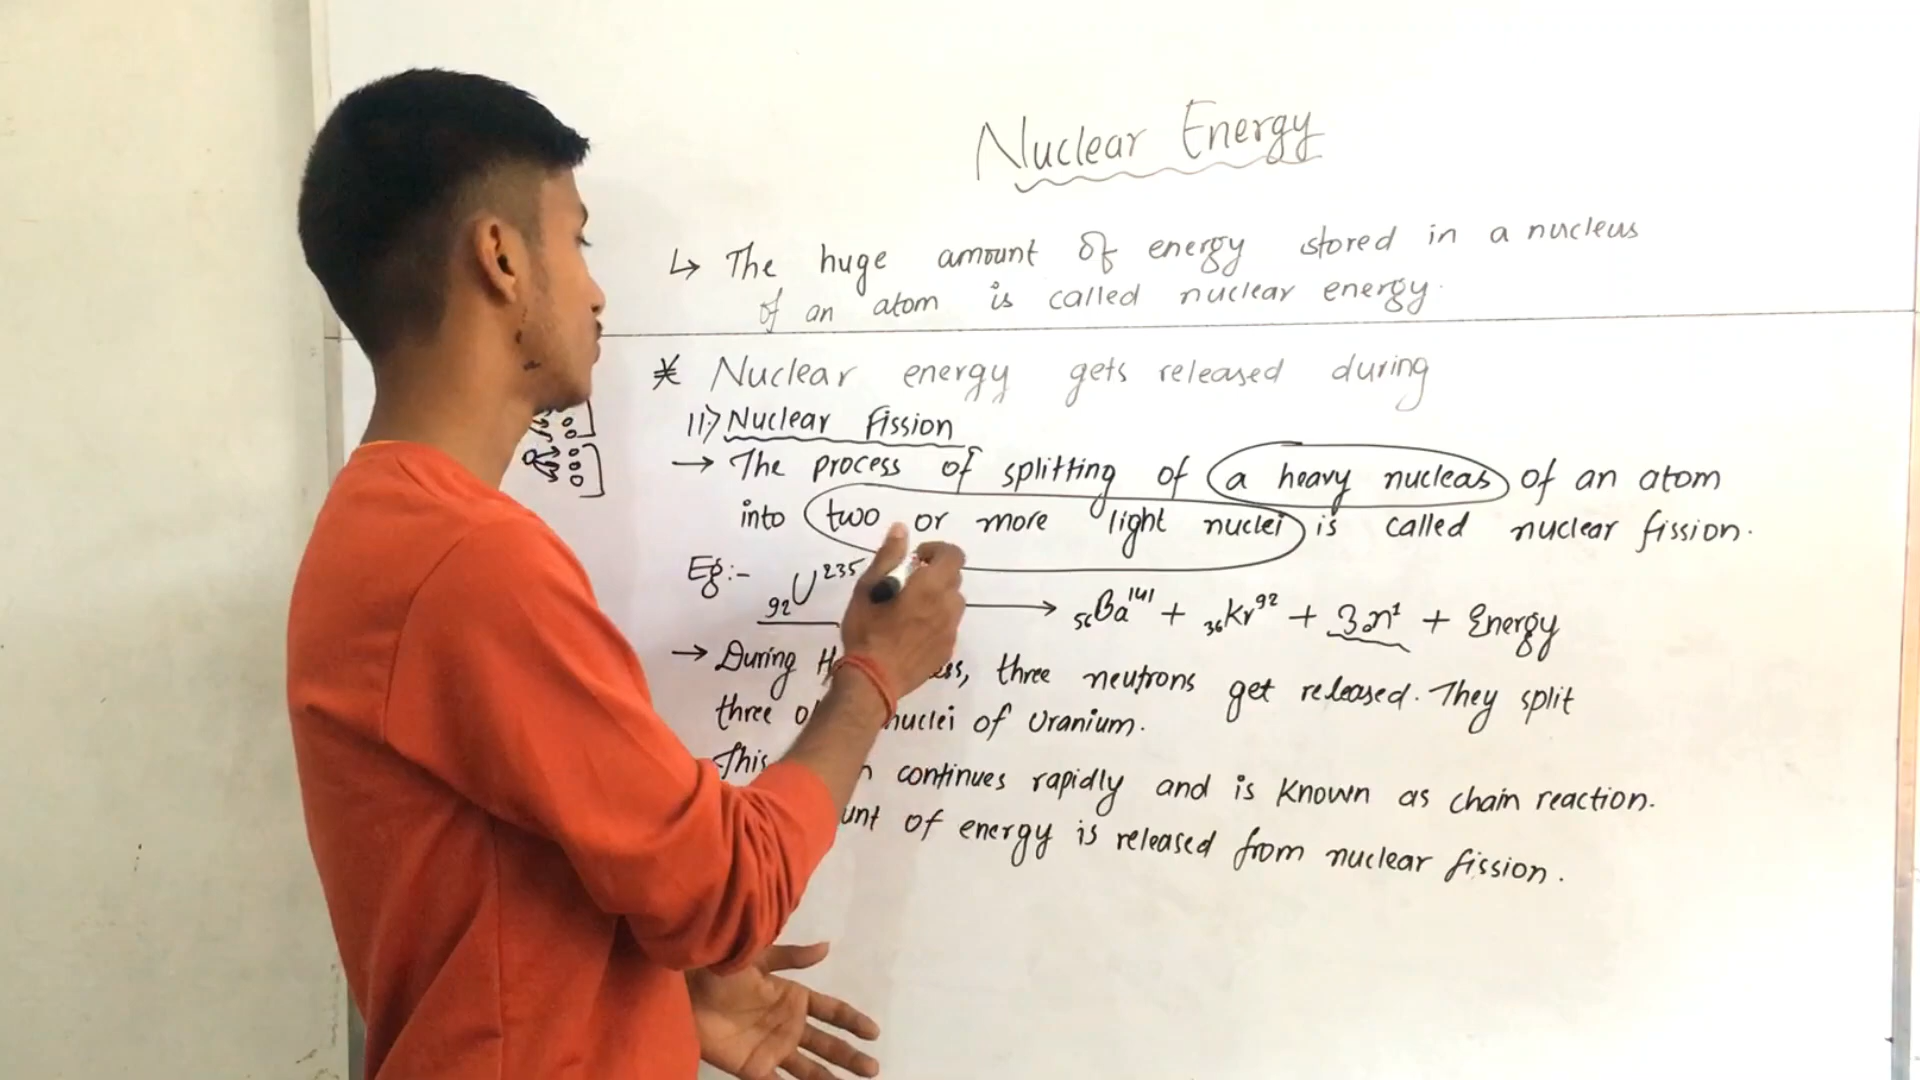 Nuclear Energy
↳ The huge amount of energy stored in a nucleus
of an atom is called nuclear energy.
* Nuclear energy gets released during
11) Nuclear Fission
→ The process of splitting of a heavy nucleas of an atom
into two or more light nuclei is called nuclear fission.
Eg:- ₉₂U²³⁵ → ₅₆Ba¹⁴¹ + ₃₆Kr⁹² + 3₀n¹ + Energy
→ During three neutrons get released. They split
three nuclei of Uranium.
This continues rapidly and is known as chain reaction.
of energy is released from nuclear fission.